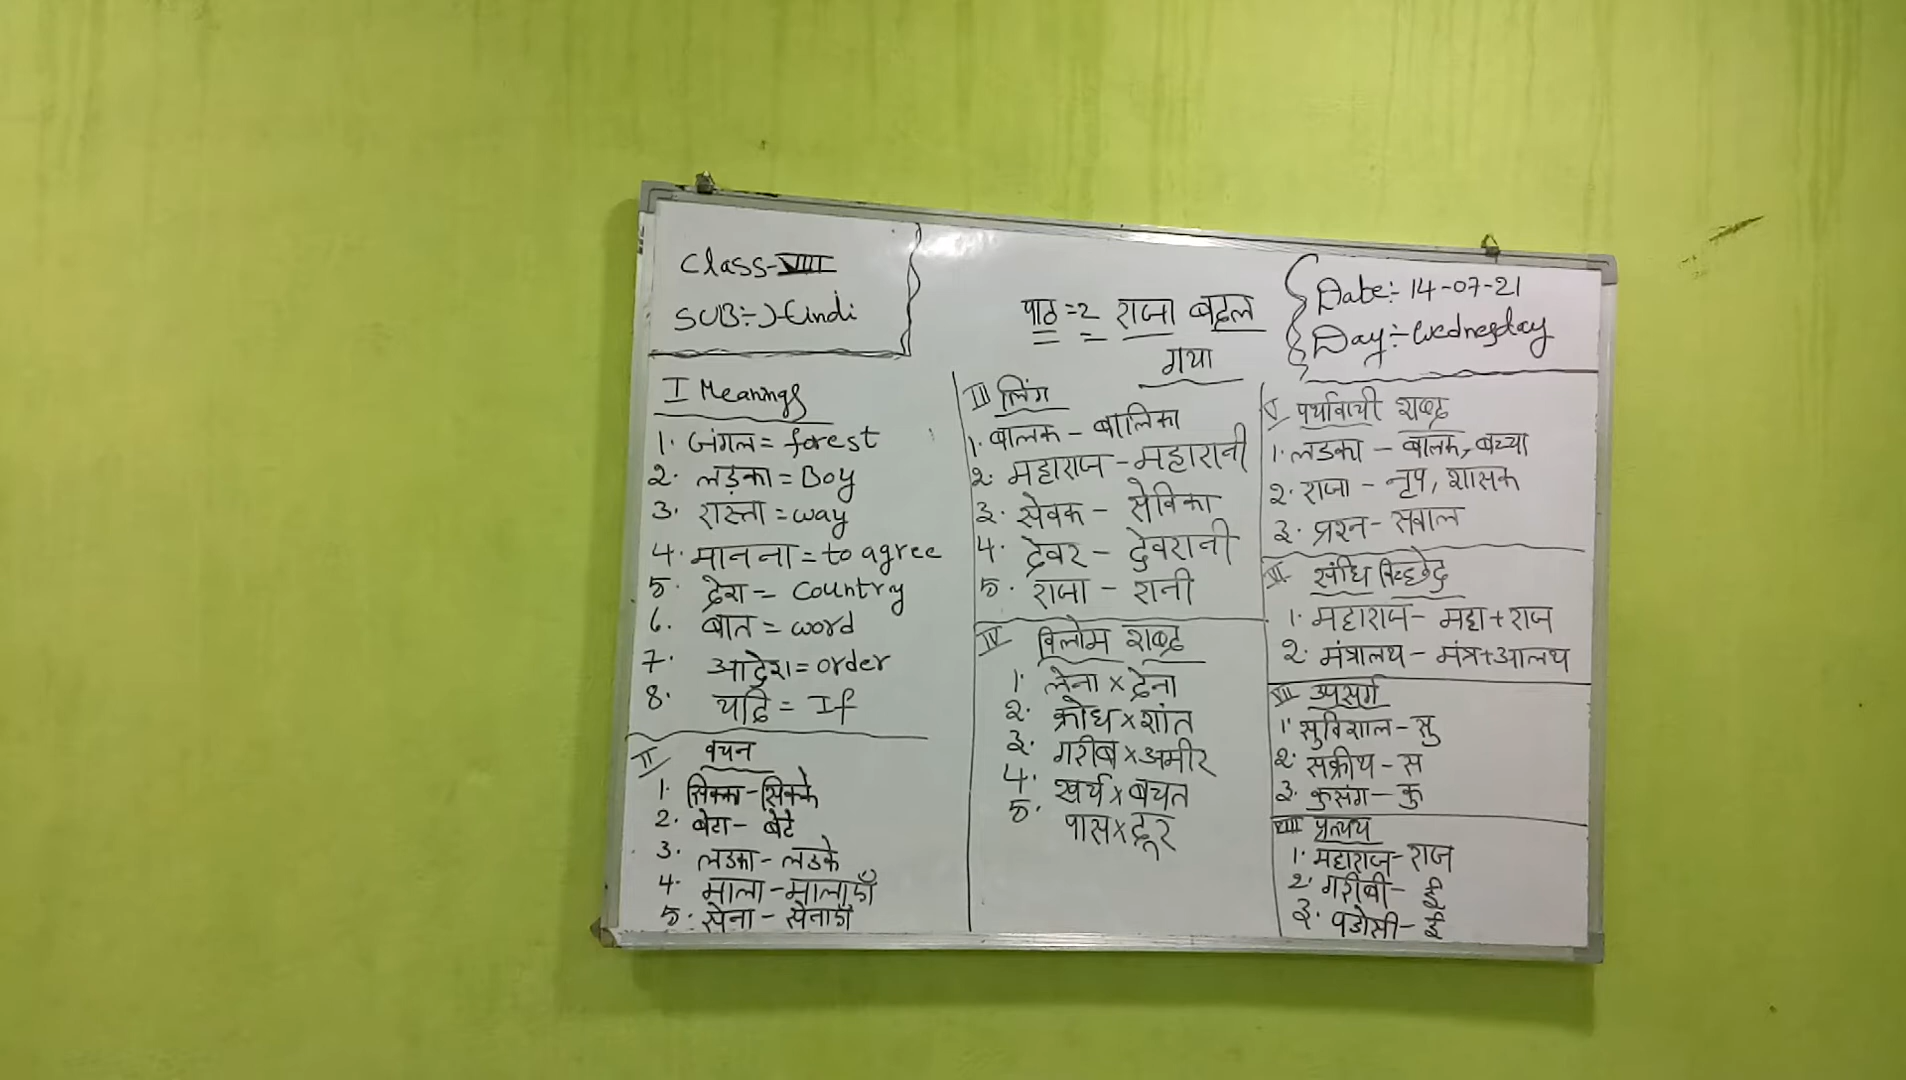 Class-VIII
SUB:-Hindi
पाठ=2 राजा बदल
गया
Date:- 14-07-21
Day:- Wednesday
I Meanings
1. जंगल = forest
2. लड़का = Boy
3. रास्ता = way
4. मानना = to agree
5. देश = Country
6. बात = word
7. आदेश = order
8. यदि = If
II वचन
1. सिक्का - सिक्के
2. बेटा - बेटे
3. लडका - लडके
4. माला - मालाएँ
5. सेना - सेनाएँ
III लिंग
1. बालक - बालिका
2. महाराज - महारानी
3. सेवक - सेविका
4. देवर - देवरानी
5. राजा - रानी
IV विलोम शब्द
1. लेना × देना
2. क्रोध × शांत
3. गरीब × अमीर
4. खर्च × बचत
5. पास × दूर
V पर्यावाची शब्द
1. लडका - बालक, बच्चा
2. राजा - नृप, शासक
3. प्रश्न - सवाल
VI संधि विच्छेद
1. महाराज - महा + राज
2. मंत्रालय - मंत्र + आलय
VII उपसर्ग
1. सुविशाल - सु
2. सक्रीय - स
3. कुसंग - कु
VIII प्रत्यय
1. महाराज - राज
2. गरीबी - ई
3. पडोसी - ई